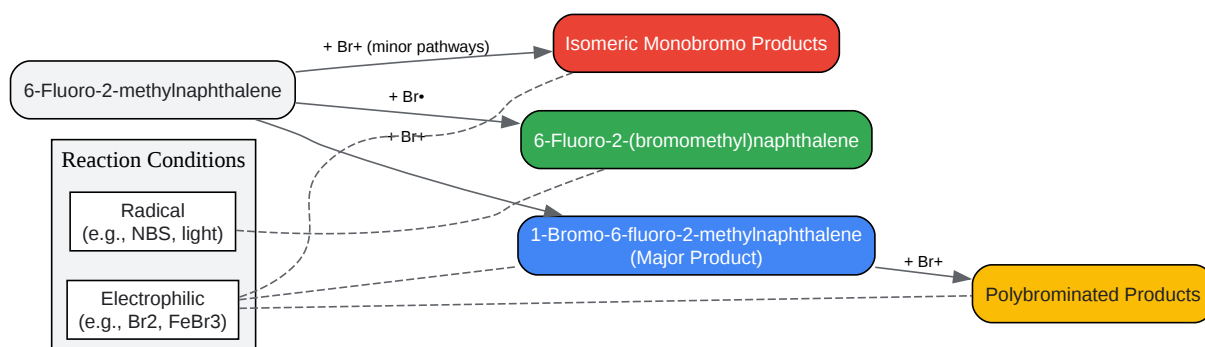 + Br+ (minor pathways)
Isomeric Monobromo Products
6-Fluoro-2-methylnaphthalene
+ Br•
+ Br+
6-Fluoro-2-(bromomethyl)naphthalene
Reaction Conditions
Radical
(e.g., NBS, light)
1-Bromo-6-fluoro-2-methylnaphthalene
(Major Product)
+ Br+
Electrophilic
(e.g., Br2, FeBr3)
Polybrominated Products